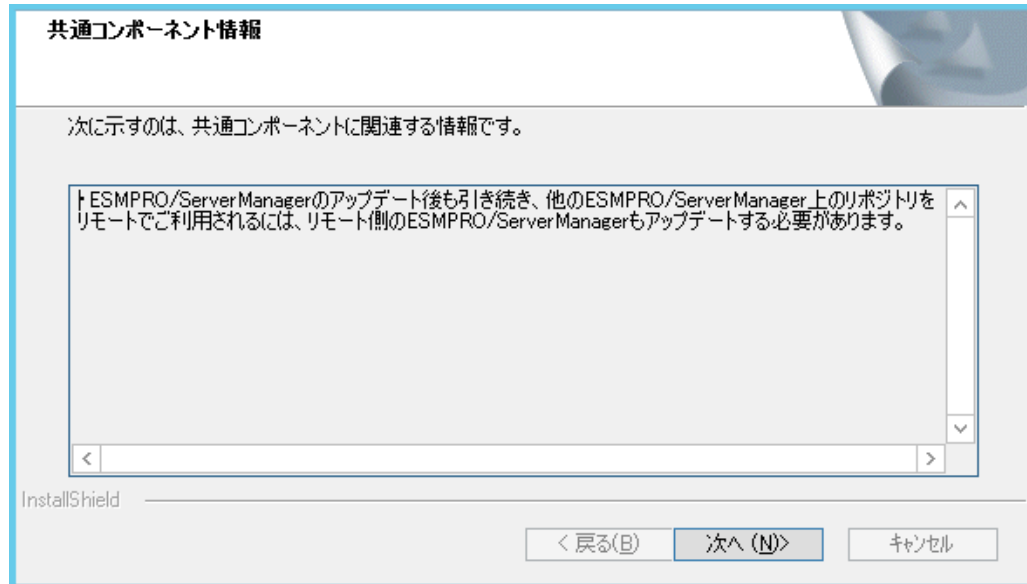 共通コンポーネント情報
次に示すのは、共通コンポーネントに関連する情報です。
・ESMPRO/ServerManagerのアップデート後も引き続き、他のESMPRO/ServerManager上のリポジトリを
リモートでご利用されるには、リモート側のESMPRO/ServerManagerもアップデートする必要があります。
InstallShield
< 戻る(B)
次へ (N)>
キャンセル